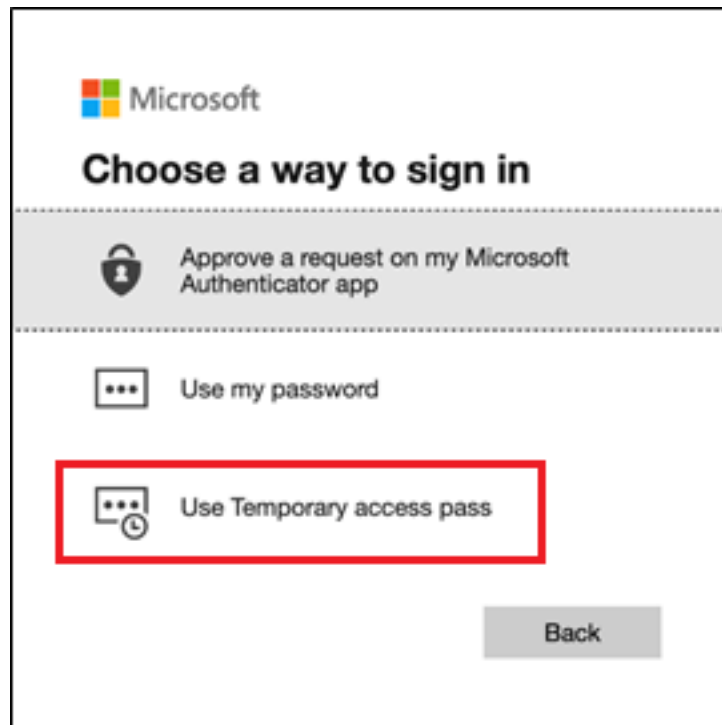 Microsoft
Choose a way to sign in
Approve a request on my Microsoft
Authenticator app
Use my password
Use Temporary access pass
Back